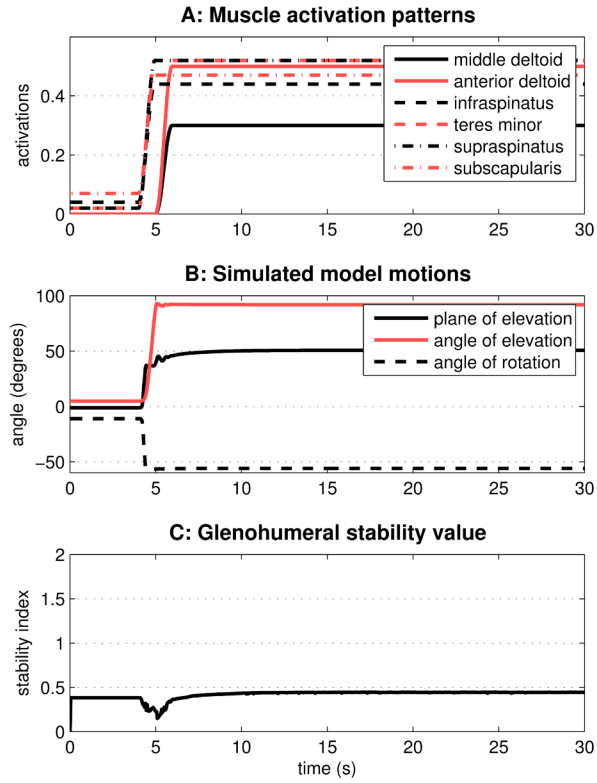 A: Muscle activation patterns
activations
0.4
0.2
0
middle deltoid
anterior deltoid
infraspinatus
teres minor
supraspinatus
subscapularis
0 5 10 15 20 25 30
B: Simulated model motions
angle (degrees)
100
50
0
−50
plane of elevation
angle of elevation
angle of rotation
0 5 10 15 20 25 30
C: Glenohumeral stability value
stability index
2
1.5
1
0.5
0
0 5 10 15 20 25 30
time (s)